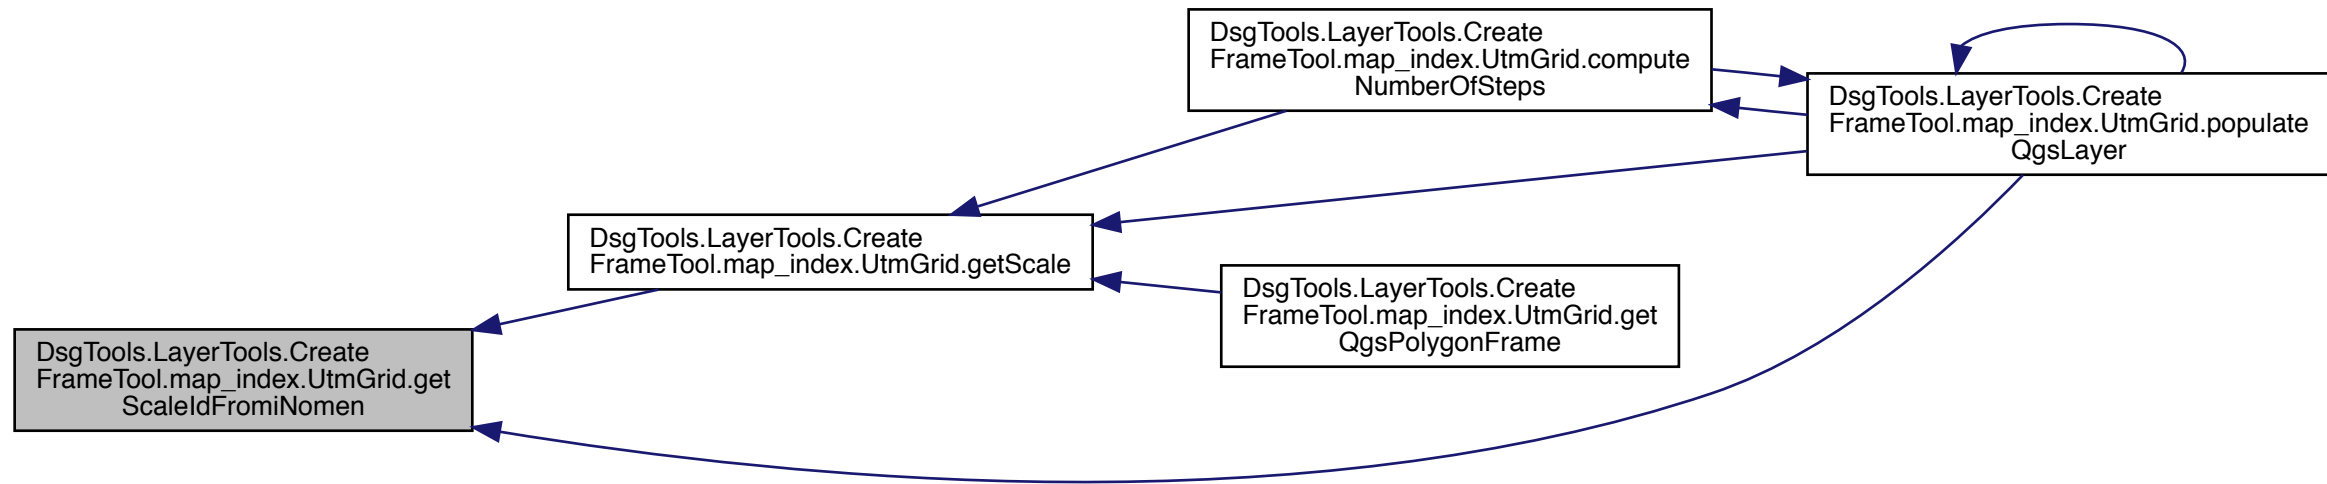 DsgTools.LayerTools.Create
FrameTool.map_index.UtmGrid.compute
NumberOfSteps
DsgTools.LayerTools.Create
FrameTool.map_index.UtmGrid.populate
QgsLayer
DsgTools.LayerTools.Create
FrameTool.map_index.UtmGrid.getScale
DsgTools.LayerTools.Create
FrameTool.map_index.UtmGrid.get
QgsPolygonFrame
DsgTools.LayerTools.Create
FrameTool.map_index.UtmGrid.get
ScaleIdFromiNomen